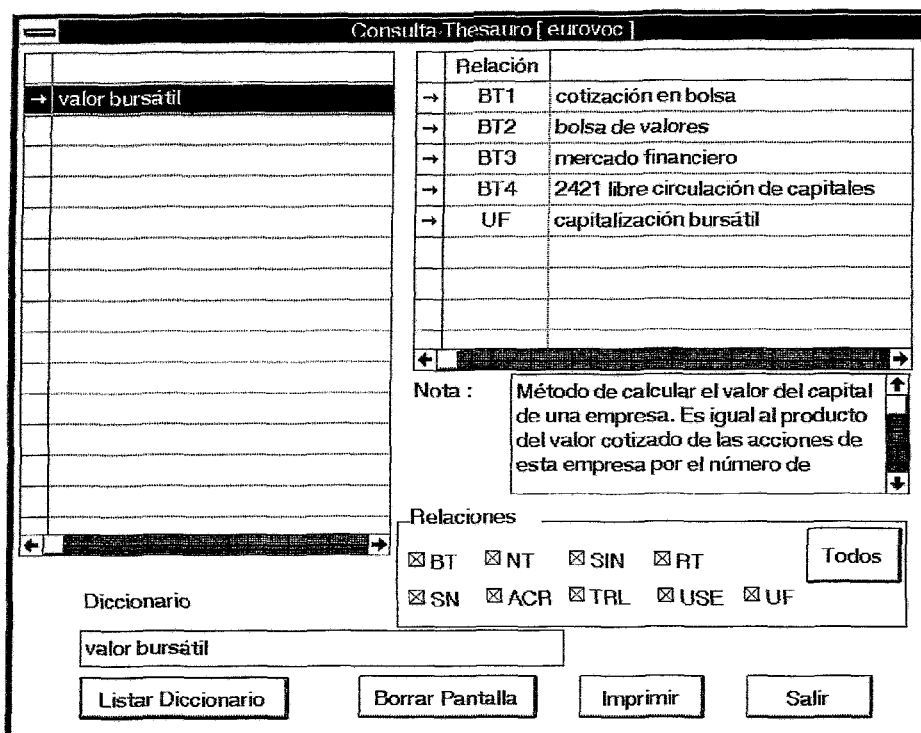 Consulta-Thesauro [ eurovoc ]
valor bursátil
Relación
BT1 cotización en bolsa
BT2 bolsa de valores
BT3 mercado financiero
BT4 2421 libre circulación de capitales
UF capitalización bursátil
Nota :
Método de calcular el valor del capital
de una empresa. Es igual al producto
del valor cotizado de las acciones de
esta empresa por el número de
Relaciones
BT NT SIN RT
Todos
SN ACR TRL USE UF
Diccionario
valor bursátil
Listar Diccionario Borrar Pantalla Imprimir Salir